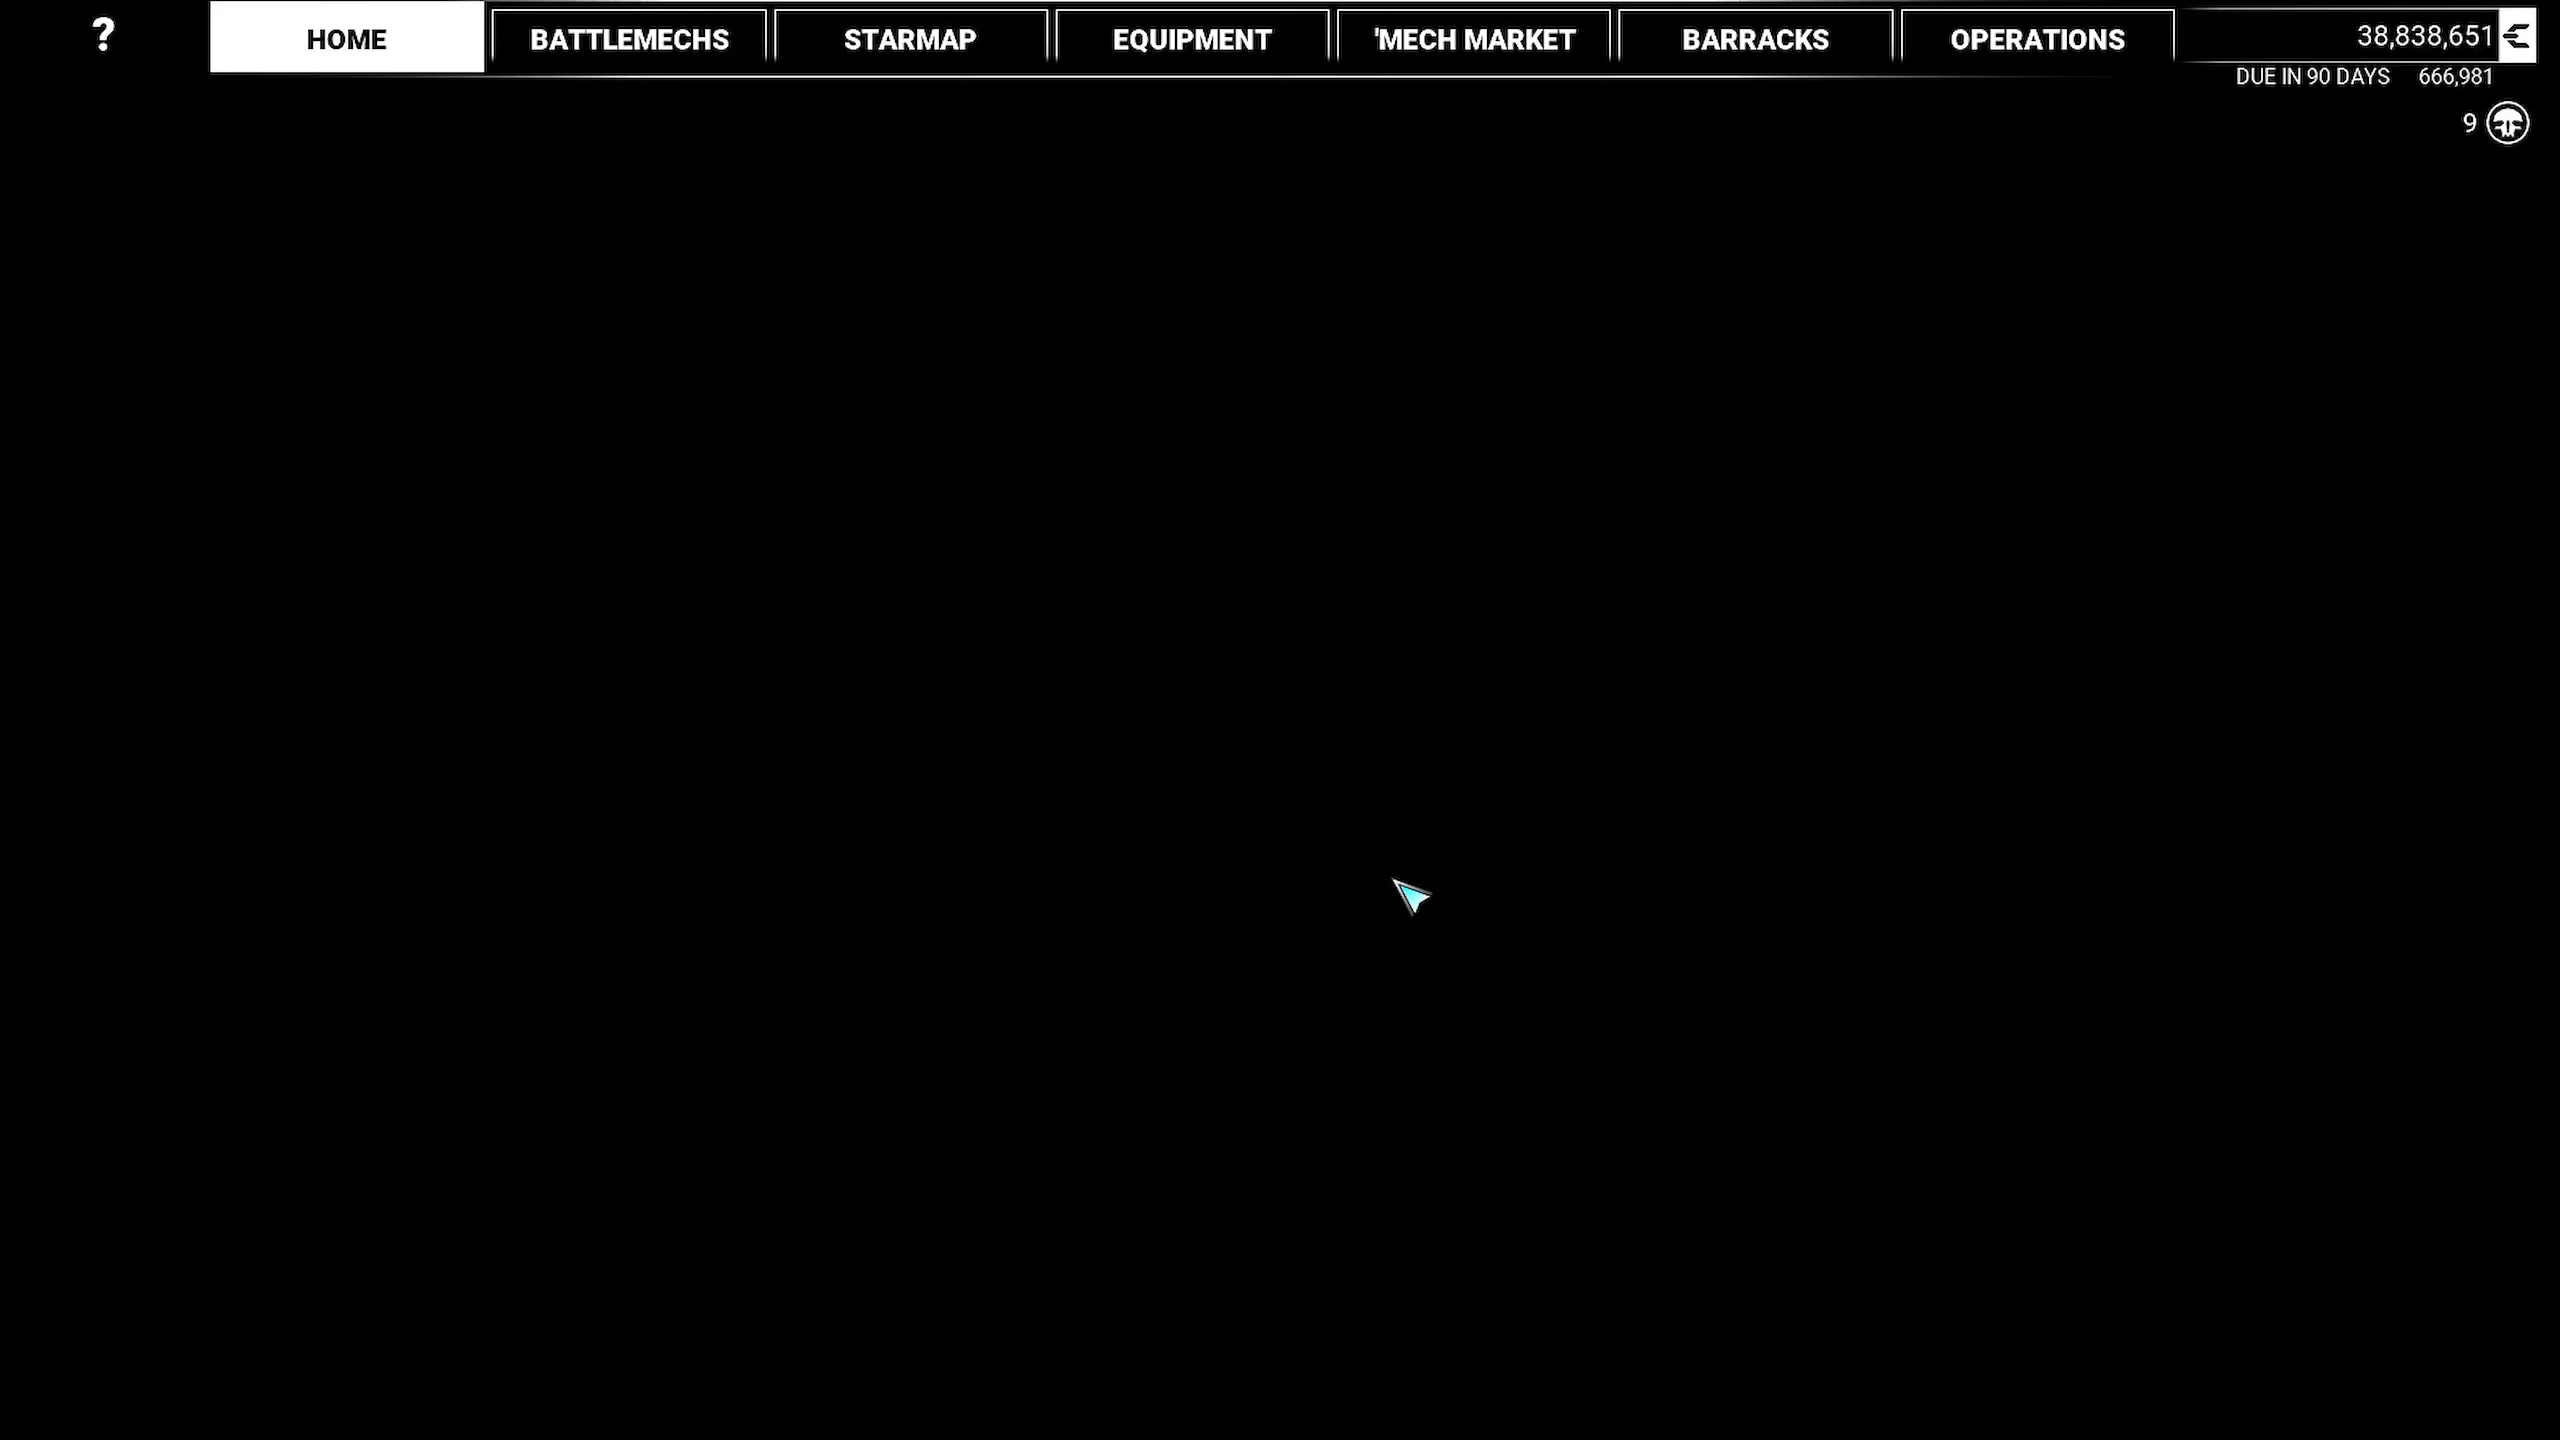 ?
HOME
BATTLEMECHS
STARMAP
EQUIPMENT
'MECH MARKET
BARRACKS
OPERATIONS
38,838,651
DUE IN 90 DAYS 666,981
9